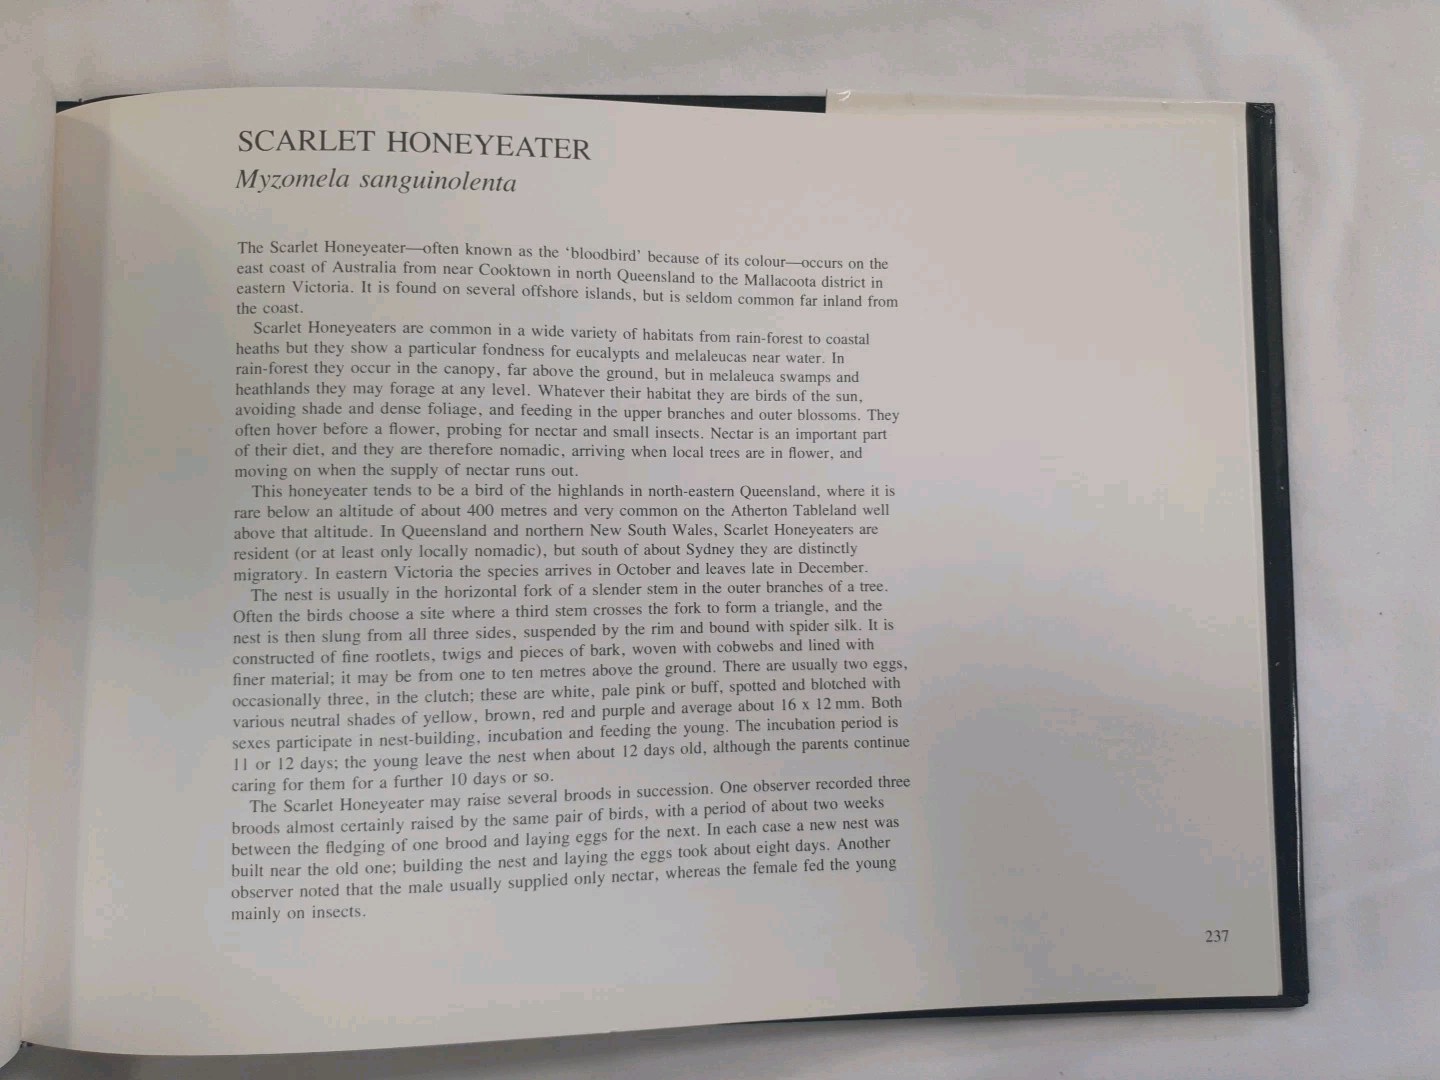 SCARLET HONEYEATER
Myzomela sanguinolenta
The Scarlet Honeyeater—often known as the ‘bloodbird’ because of its colour—occurs on the
east coast of Australia from near Cooktown in north Queensland to the Mallacoota district in
eastern Victoria. It is found on several offshore islands, but is seldom common far inland from
the coast.
Scarlet Honeyeaters are common in a wide variety of habitats from rain-forest to coastal
heaths but they show a particular fondness for eucalypts and melaleucas near water. In
rain-forest they occur in the canopy, far above the ground, but in melaleuca swamps and
heathlands they may forage at any level. Whatever their habitat they are birds of the sun,
avoiding shade and dense foliage, and feeding in the upper branches and outer blossoms. They
often hover before a flower, probing for nectar and small insects. Nectar is an important part
of their diet, and they are therefore nomadic, arriving when local trees are in flower, and
moving on when the supply of nectar runs out.
This honeyeater tends to be a bird of the highlands in north-eastern Queensland, where it is
rare below an altitude of about 400 metres and very common on the Atherton Tableland well
above that altitude. In Queensland and northern New South Wales, Scarlet Honeyeaters are
resident (or at least only locally nomadic), but south of about Sydney they are distinctly
migratory. In eastern Victoria the species arrives in October and leaves late in December.
The nest is usually in the horizontal fork of a slender stem in the outer branches of a tree.
Often the birds choose a site where a third stem crosses the fork to form a triangle, and the
nest is then slung from all three sides, suspended by the rim and bound with spider silk. It is
constructed of fine rootlets, twigs and pieces of bark, woven with cobwebs and lined with
finer material; it may be from one to ten metres above the ground. There are usually two eggs,
occasionally three, in the clutch; these are white, pale pink or buff, spotted and blotched with
various neutral shades of yellow, brown, red and purple and average about 16 x 12 mm. Both
sexes participate in nest-building, incubation and feeding the young. The incubation period is
11 or 12 days; the young leave the nest when about 12 days old, although the parents continue
caring for them for a further 10 days or so.
The Scarlet Honeyeater may raise several broods in succession. One observer recorded three
broods almost certainly raised by the same pair of birds, with a period of about two weeks
between the fledging of one brood and laying eggs for the next. In each case a new nest was
built near the old one; building the nest and laying the eggs took about eight days. Another
observer noted that the male usually supplied only nectar, whereas the female fed the young
mainly on insects.
237